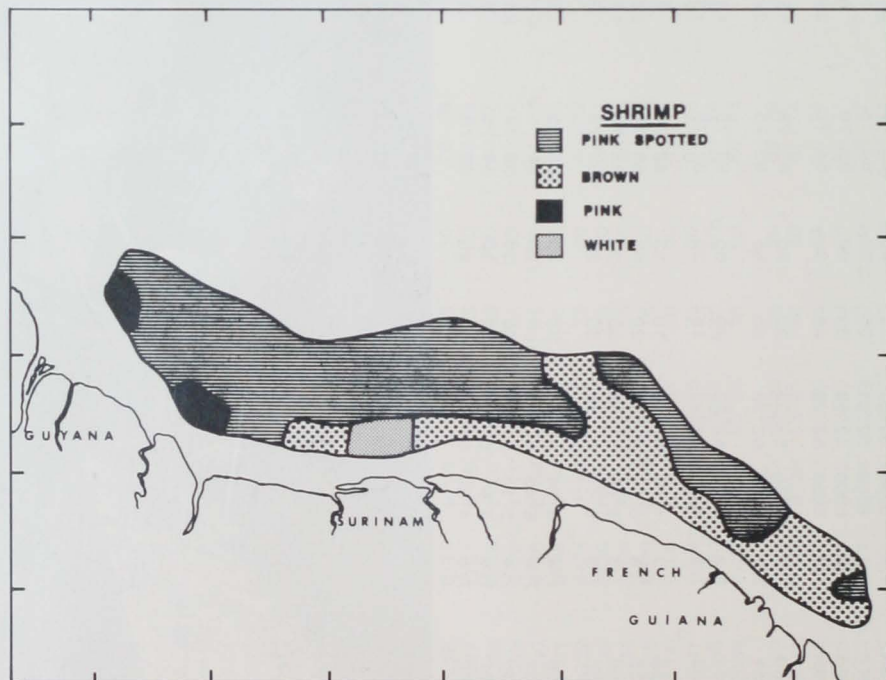 SHRIMP
PINK SPOTTED
BROWN
PINK
WHITE
GUYANA
SURINAM
FRENCH
GUIANA